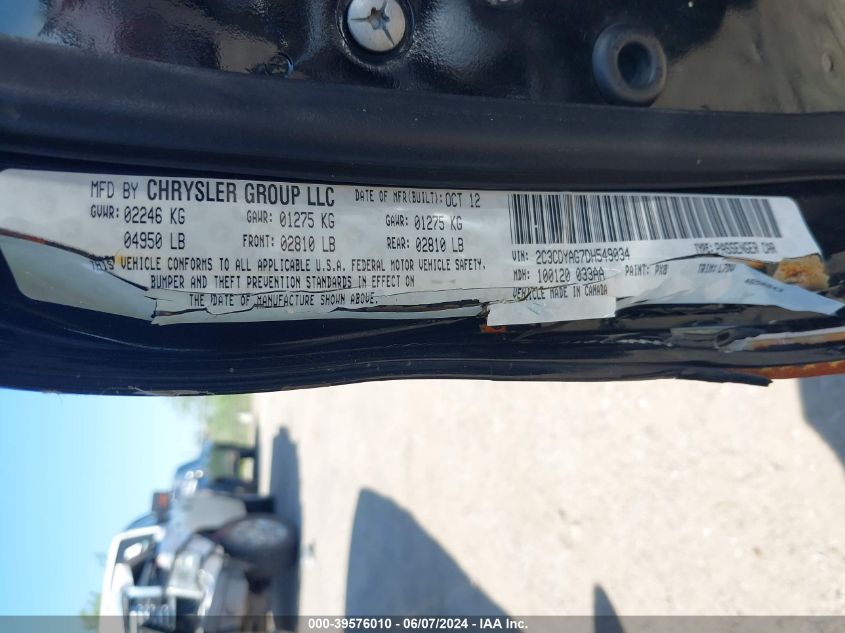 MFD BY CHRYSLER GROUP LLC DATE OF MFR(BUILT): OCT 12
GVWR: 02246 KG GAWR: 01275 KG GAWR: 01275 KG
04950 LB FRONT: 02810 LB REAR: 02810 LB
THIS VEHICLE CONFORMS TO ALL APPLICABLE U.S.A. FEDERAL MOTOR VEHICLE SAFETY,
BUMPER AND THEFT PREVENTION STANDARDS IN EFFECT ON
THE DATE OF MANUFACTURE SHOWN ABOVE.
VIN: 2C3CDYAG7DH549034 TYPE: PASSENGER CAR
MDH: 100120 033AA PAINT: PX8 TRIM:
VEHICLE MADE IN CANADA
000-39576010 - 06/07/2024 - IAA Inc.